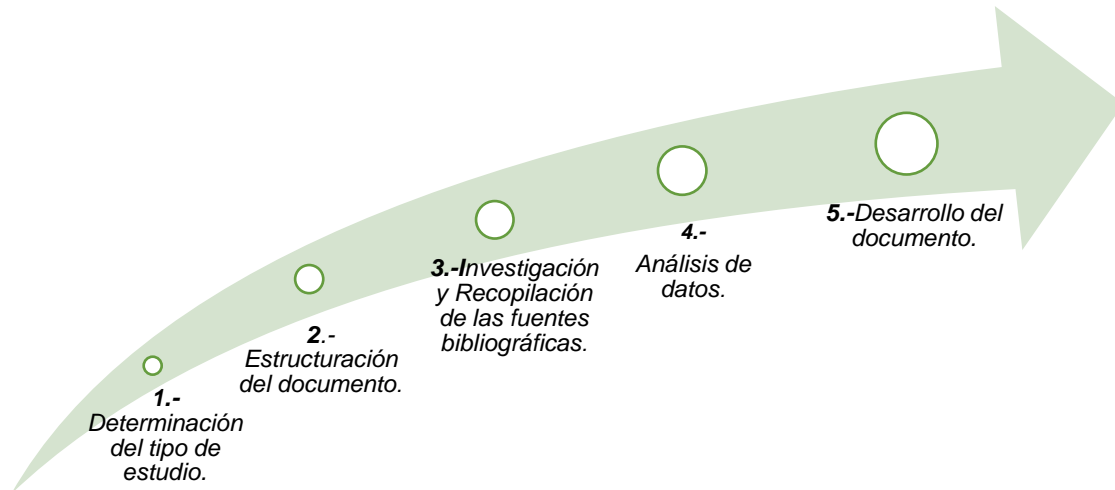 1.-
Determinación
del tipo de
estudio.
2.-
Estructuración
del documento.
3.-Investigación
y Recopilación
de las fuentes
bibliográficas.
4.-
Análisis de
datos.
5.-Desarrollo del
documento.